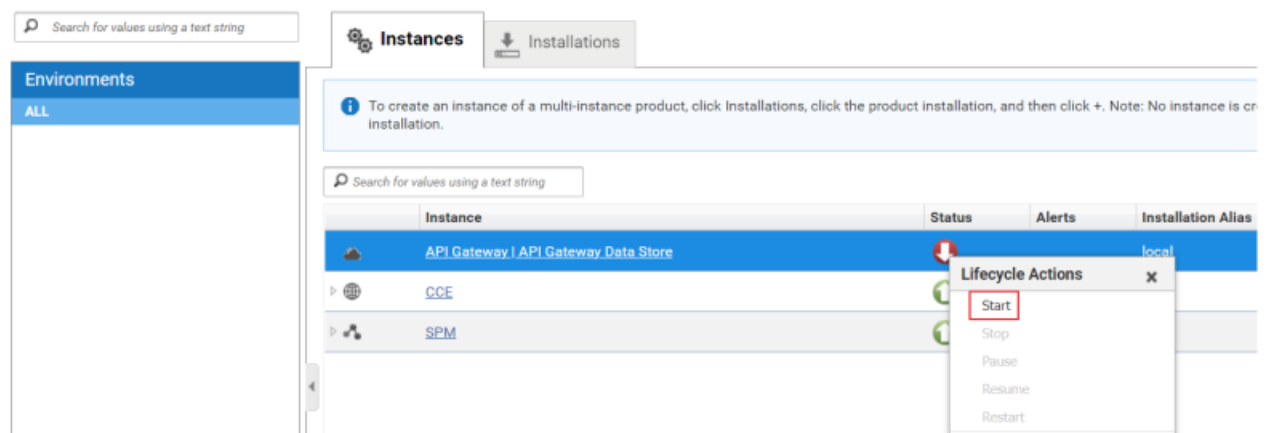 Search for values using a text string
Instances
Installations
Environments
ALL
To create an instance of a multi-instance product, click Installations, click the product installation, and then click +. Note: No instance is
installation.
Search for values using a text string
Instance Status Alerts Installation Alias
API Gateway | API Gateway Data Store local
Lifecycle Actions
CCE
Start
SPM
Stop
Pause
Resume
Restart